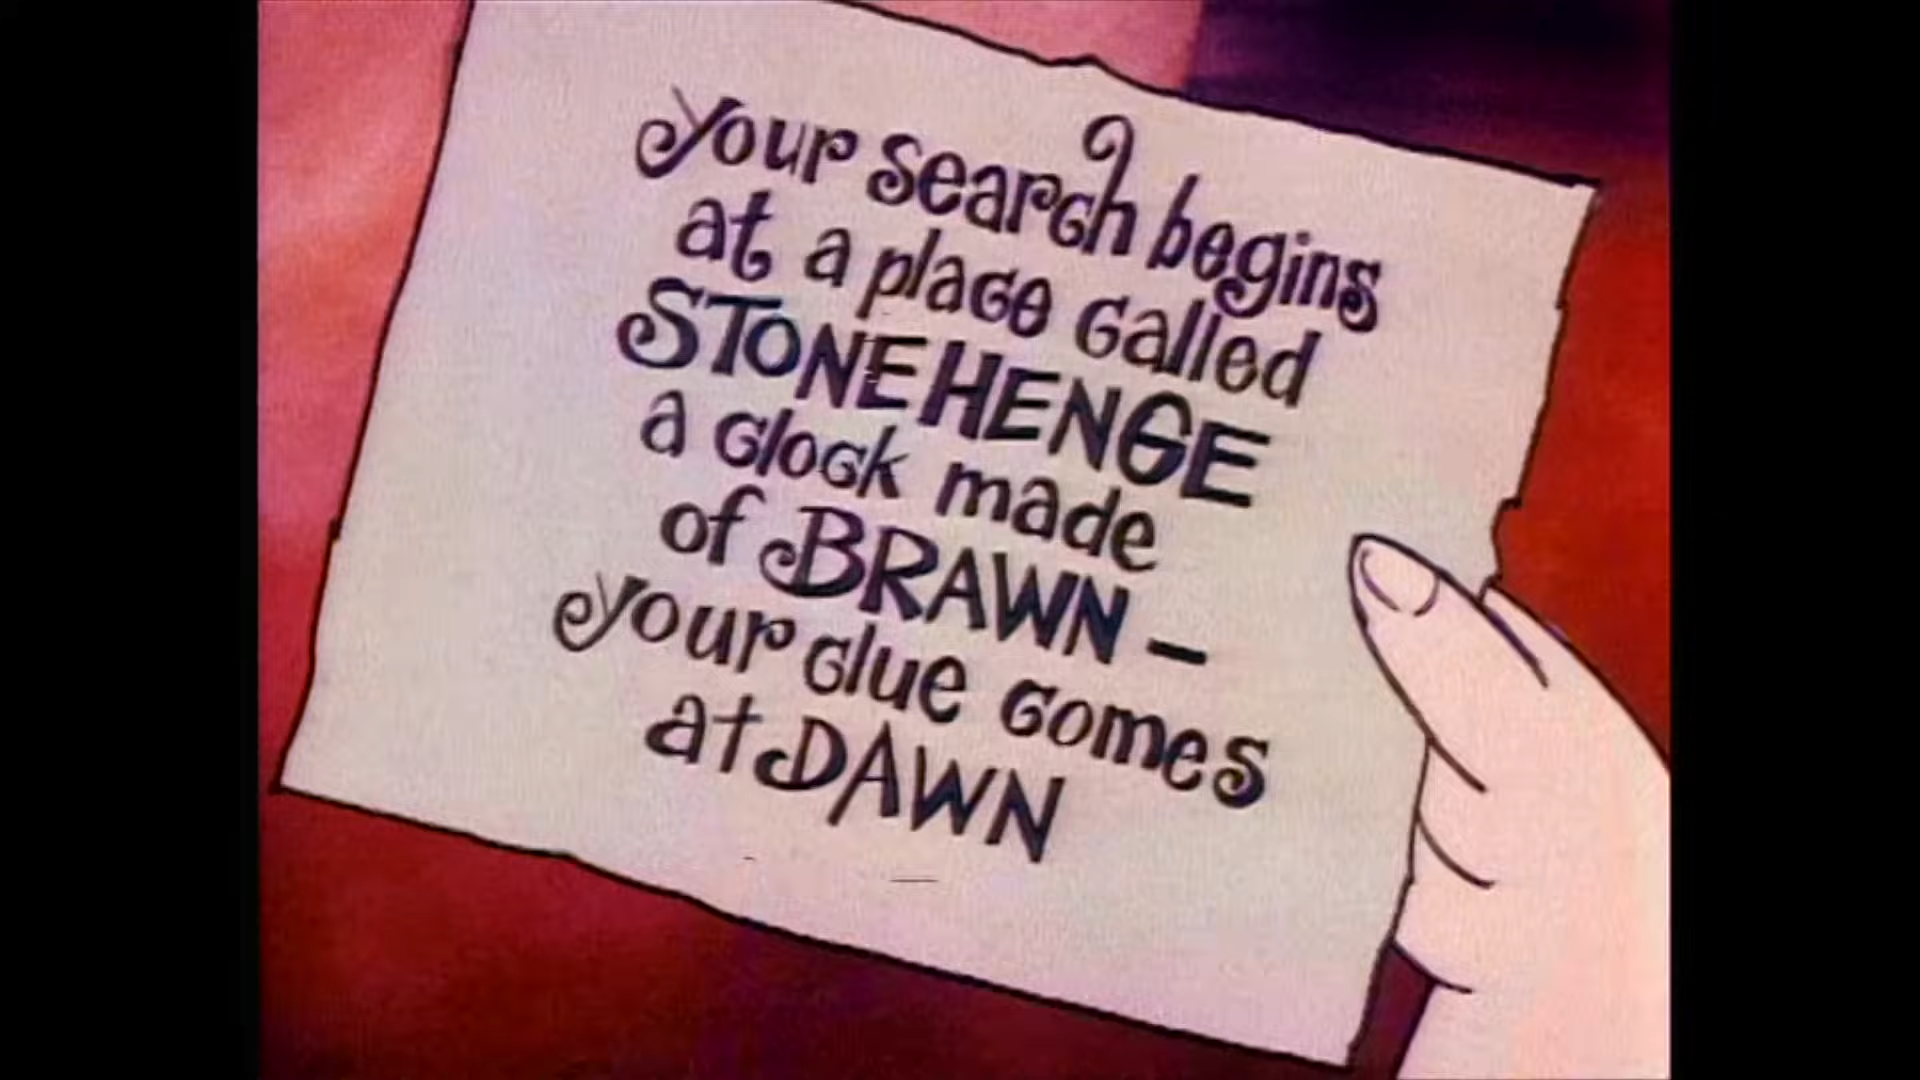 your search begins
at a place called
STONEHENGE
a clock made
of BRAWN –
your clue comes
at DAWN